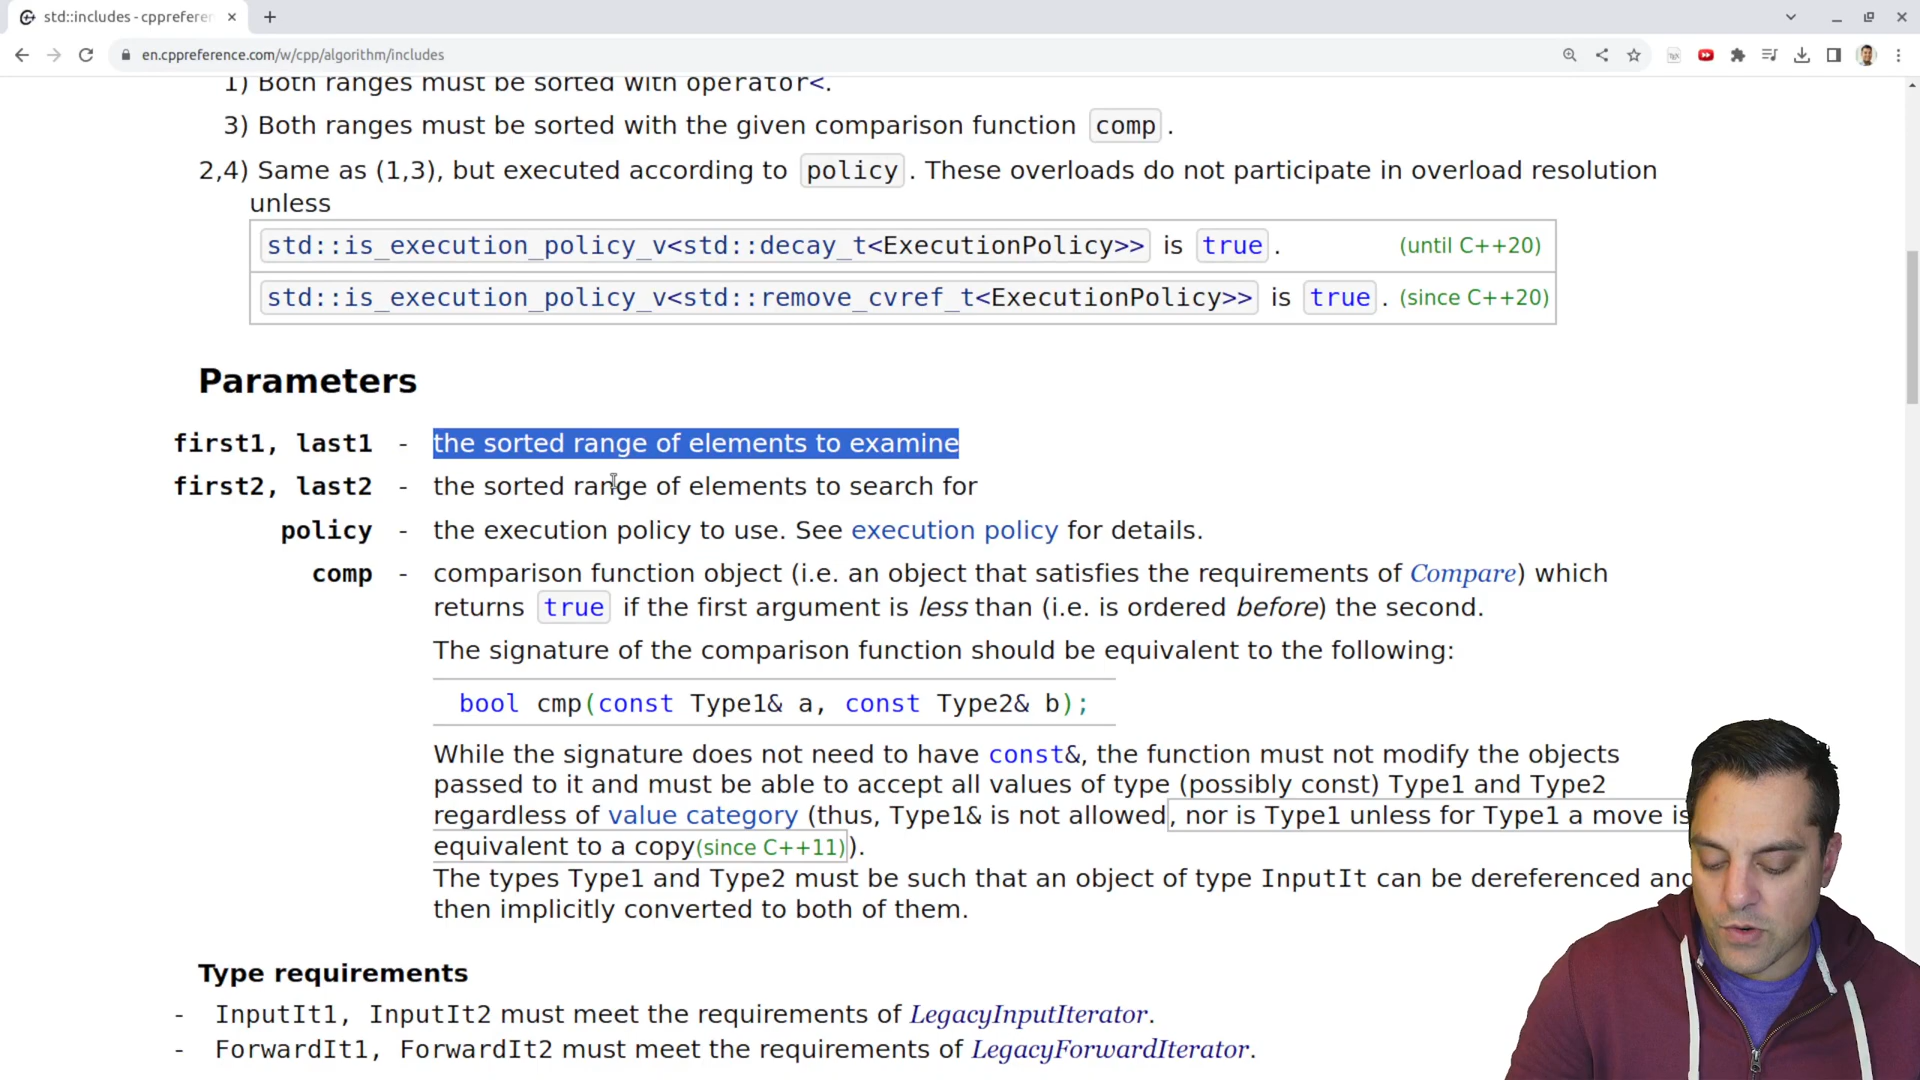 std::includes - cppreferen
en.cppreference.com/w/cpp/algorithm/includes
1) Both ranges must be sorted with operator<.
3) Both ranges must be sorted with the given comparison function comp.
2,4) Same as (1,3), but executed according to policy. These overloads do not participate in overload resolution
unless
std::is_execution_policy_v<std::decay_t<ExecutionPolicy>> is true. (until C++20)
std::is_execution_policy_v<std::remove_cvref_t<ExecutionPolicy>> is true. (since C++20)
Parameters
first1, last1 - the sorted range of elements to examine
first2, last2 - the sorted range of elements to search for
policy - the execution policy to use. See execution policy for details.
comp - comparison function object (i.e. an object that satisfies the requirements of Compare) which
returns true if the first argument is less than (i.e. is ordered before) the second.
The signature of the comparison function should be equivalent to the following:
bool cmp(const Type1& a, const Type2& b);
While the signature does not need to have const&, the function must not modify the objects
passed to it and must be able to accept all values of type (possibly const) Type1 and Type2
regardless of value category (thus, Type1& is not allowed, nor is Type1 unless for Type1 a move is
equivalent to a copy(since C++11)).
The types Type1 and Type2 must be such that an object of type InputIt can be dereferenced and
then implicitly converted to both of them.
Type requirements
- InputIt1, InputIt2 must meet the requirements of LegacyInputIterator.
- ForwardIt1, ForwardIt2 must meet the requirements of LegacyForwardIterator.